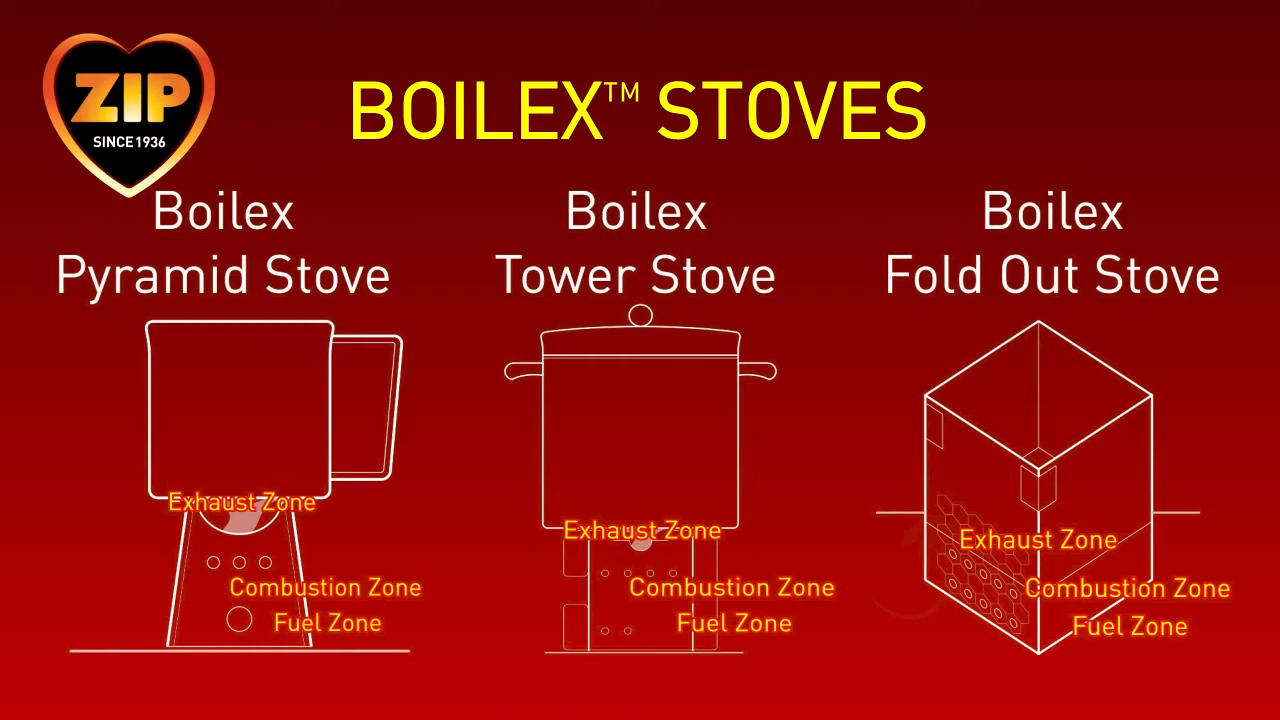 ZIP
SINCE 1936
BOILEX™ STOVES
Boilex
Pyramid Stove
Boilex
Tower Stove
Boilex
Fold Out Stove
Exhaust Zone
Combustion Zone
Fuel Zone
Exhaust Zone
Combustion Zone
Fuel Zone
Exhaust Zone
Combustion Zone
Fuel Zone